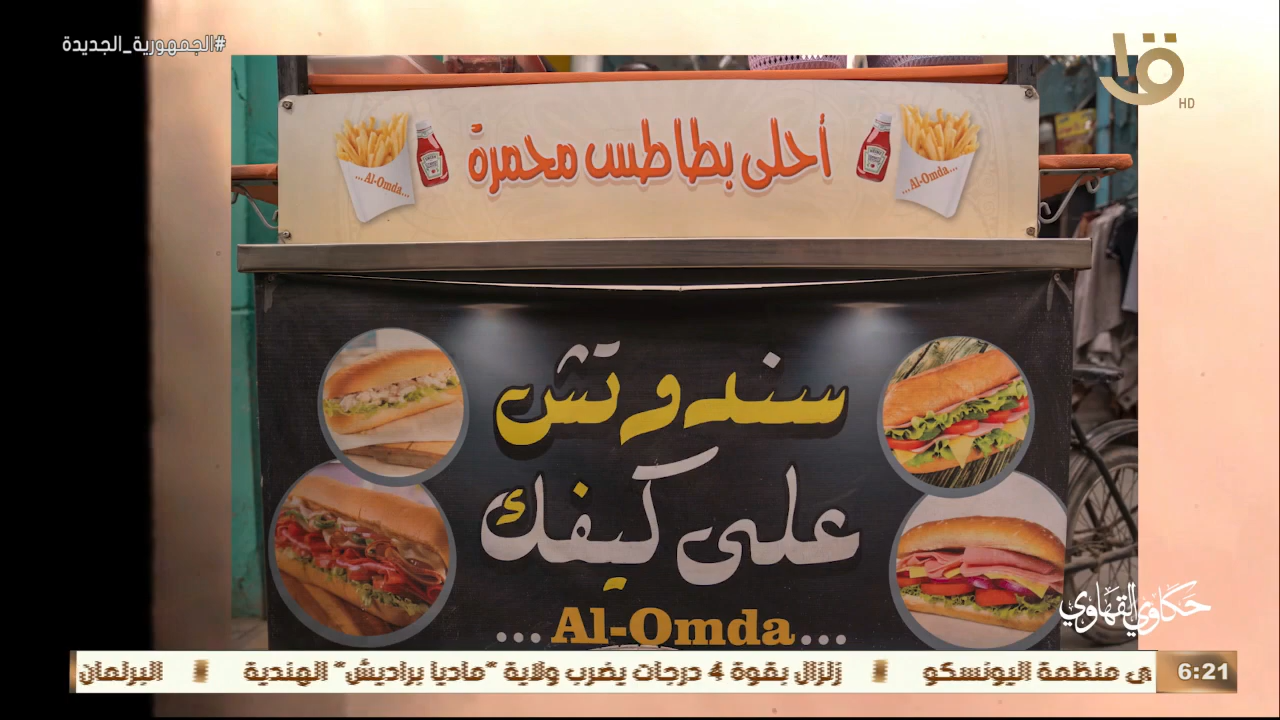 #الجمهورية_الجديدة
HD
أحلى بطاطس محمرة
...Al-Omda...
...Al-Omda...
سندوتش
على كيفك
...Al-Omda...
حكاوي القهاوي
ى منظمة اليونسكو # زلزال بقوة 4 درجات يضرب ولاية "ماديا براديش" الهندية # البرلمان
6:21